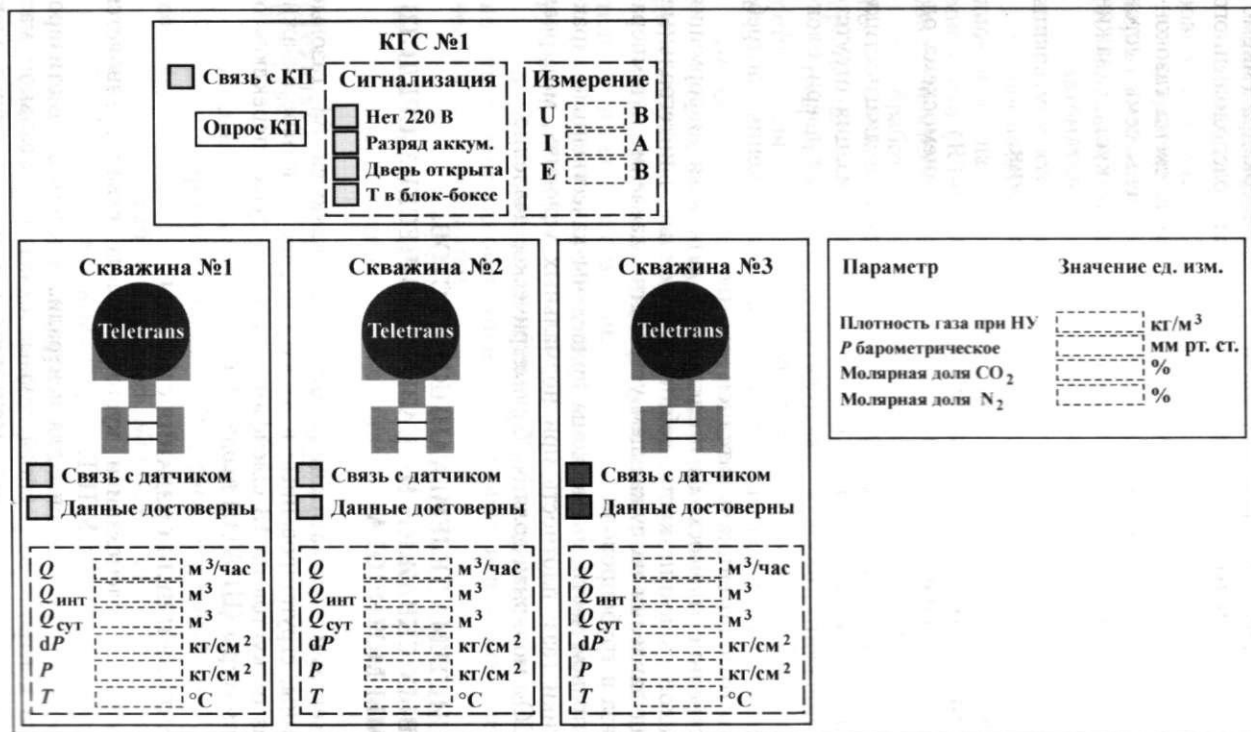 КГС №1
Связь с КП
Опрос КП
Сигнализация
Нет 220 В
Разряд аккум.
Дверь открыта
Т в блок-боксе
Измерение
U В
I А
E В
Скважина №1
Teletrans
Связь с датчиком
Данные достоверны
Q м³/час
Qинт м³
Qсут м³
dP кг/см²
P кг/см²
T °C
Скважина №2
Teletrans
Связь с датчиком
Данные достоверны
Q м³/час
Qинт м³
Qсут м³
dP кг/см²
P кг/см²
T °C
Скважина №3
Teletrans
Связь с датчиком
Данные достоверны
Q м³/час
Qинт м³
Qсут м³
dP кг/см²
P кг/см²
T °C
Параметр Значение ед. изм.
Плотность газа при НУ кг/м³
P барометрическое мм рт. ст.
Молярная доля CO₂ %
Молярная доля N₂ %